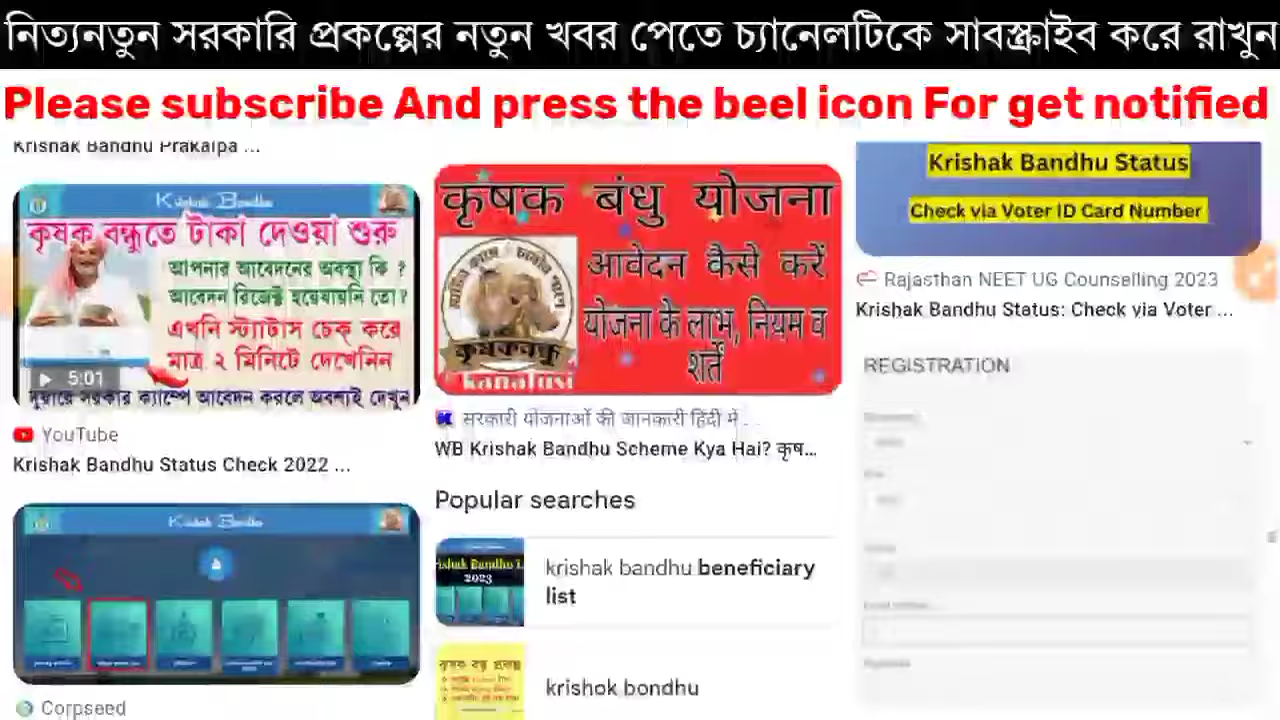 নিত্যনতুন সরকারি প্রকল্পের নতুন খবর পেতে চ্যানেলটিকে সাবস্ক্রাইব করে রাখুন
Please subscribe And press the beel icon For get notified
Krishak Bandhu Prakalpa ...
Krishak Bandhu
কৃষক বন্ধুতে টাকা দেওয়া শুরু
আপনার আবেদনের অবস্থা কি ?
আবেদন রিজেক্ট হয়েযায়নি তো ?
এখনি স্ট্যাটাস চেক্ করে
মাত্র ২ মিনিটে দেখেনিন
5:01
দুয়ারে সরকার ক্যাম্পে আবেদন করলে অবশ্যই দেখুন
YouTube
Krishak Bandhu Status Check 2022 ...
Krishak Bandhu
Corpseed
कृषक बंधु योजना
आवेदन कैसे करें
योजना के लाभ, नियम व
शर्ते
কৃষকবন্ধু
सरकारी योजनाओं की जानकारी हिंदी में ...
WB Krishak Bandhu Scheme Kya Hai? कृष...
Popular searches
2023
krishak bandhu beneficiary
list
krishok bondhu
Krishak Bandhu Status
Check via Voter ID Card Number
Rajasthan NEET UG Counselling 2023
Krishak Bandhu Status: Check via Voter ...
REGISTRATION